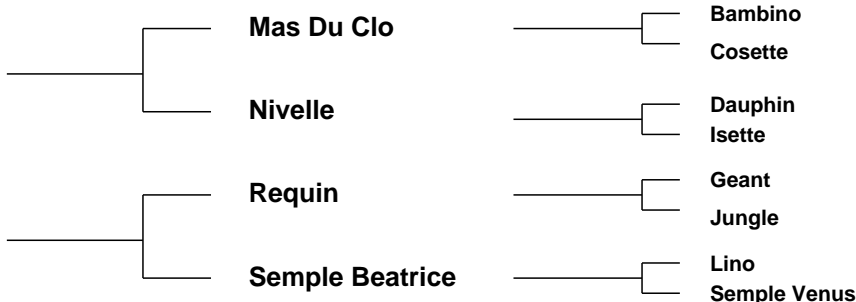 Mas Du Clo
Bambino
Cosette
Nivelle
Dauphin
Isette
Requin
Geant
Jungle
Semple Beatrice
Lino
Semple Venus